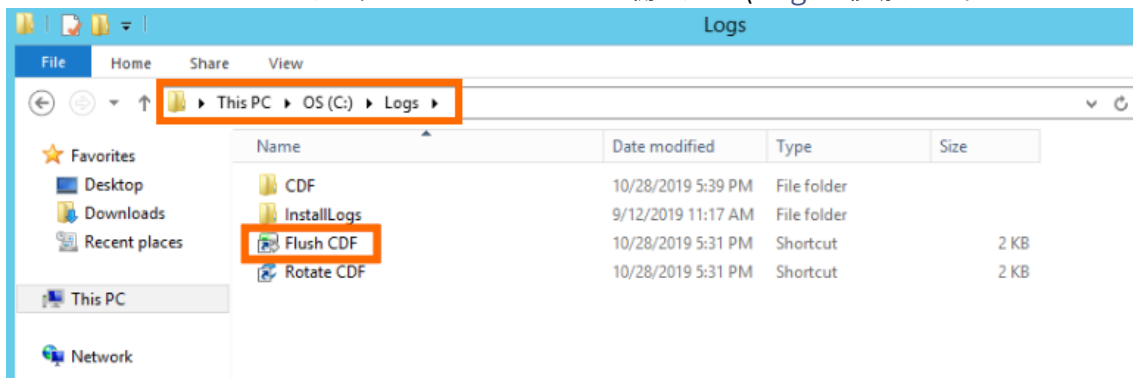 Logs
File Home Share View
This PC ▸ OS (C:) ▸ Logs ▸
Name Date modified Type Size
Favorites
Desktop
Downloads
Recent places
This PC
Network
CDF 10/28/2019 5:39 PM File folder
InstallLogs 9/12/2019 11:17 AM File folder
Flush CDF 10/28/2019 5:31 PM Shortcut 2 KB
Rotate CDF 10/28/2019 5:31 PM Shortcut 2 KB